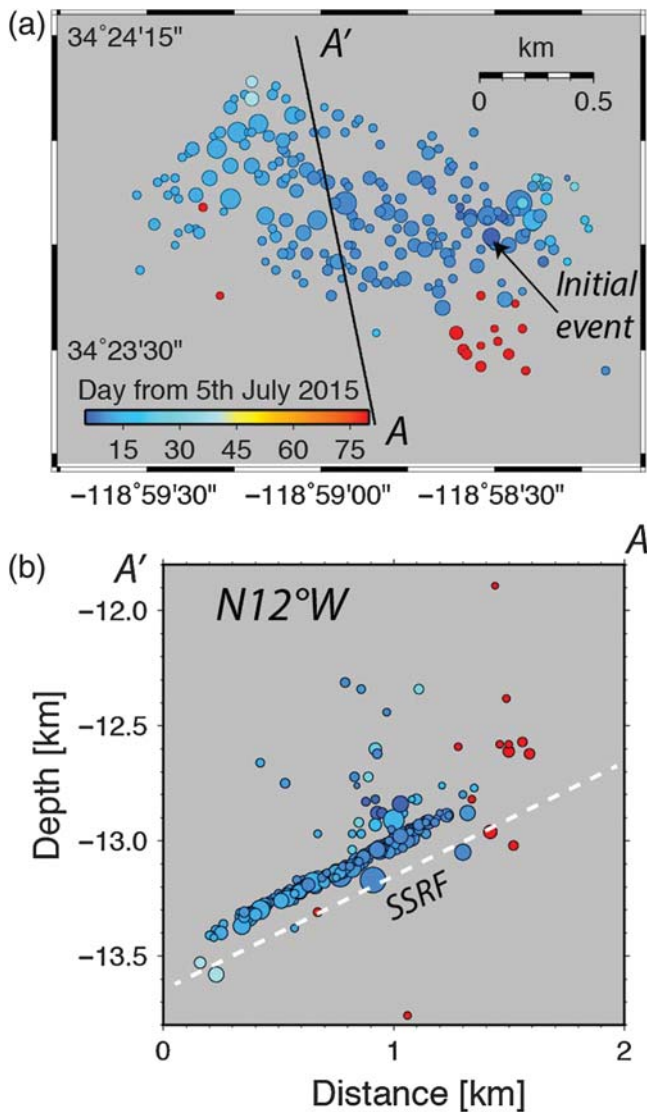 (a)
34°24'15"
A'
km
0 0.5
Initial
event
34°23'30"
Day from 5th July 2015
15 30 45 60 75
A
−118°59'30" −118°59'00" −118°58'30"
(b)
A' A
N12°W
−12.0
−12.5
−13.0
−13.5
Depth [km]
SSRF
0 1 2
Distance [km]